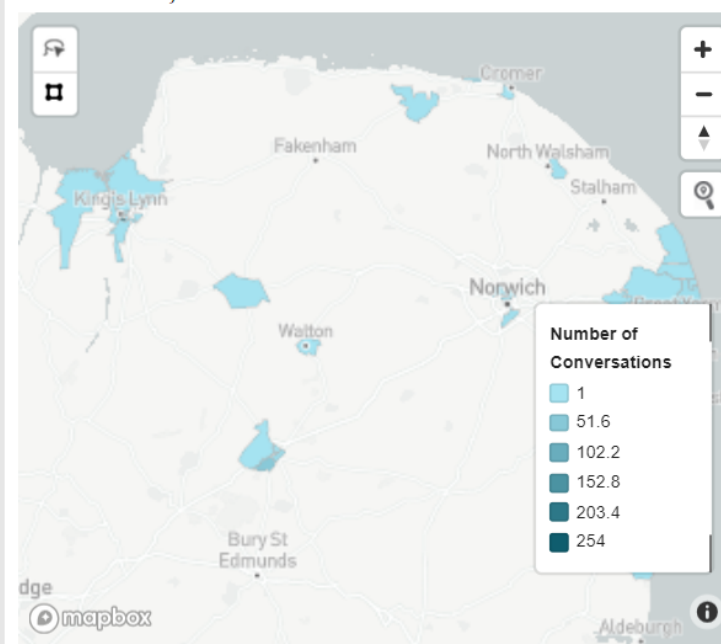 Cromer
Fakenham
North Walsham
Stalham
King's Lynn
Norwich
Watton
Number of
Conversations
1
51.6
102.2
152.8
203.4
254
Bury St
Edmunds
dge
mapbox
Aldeburgh